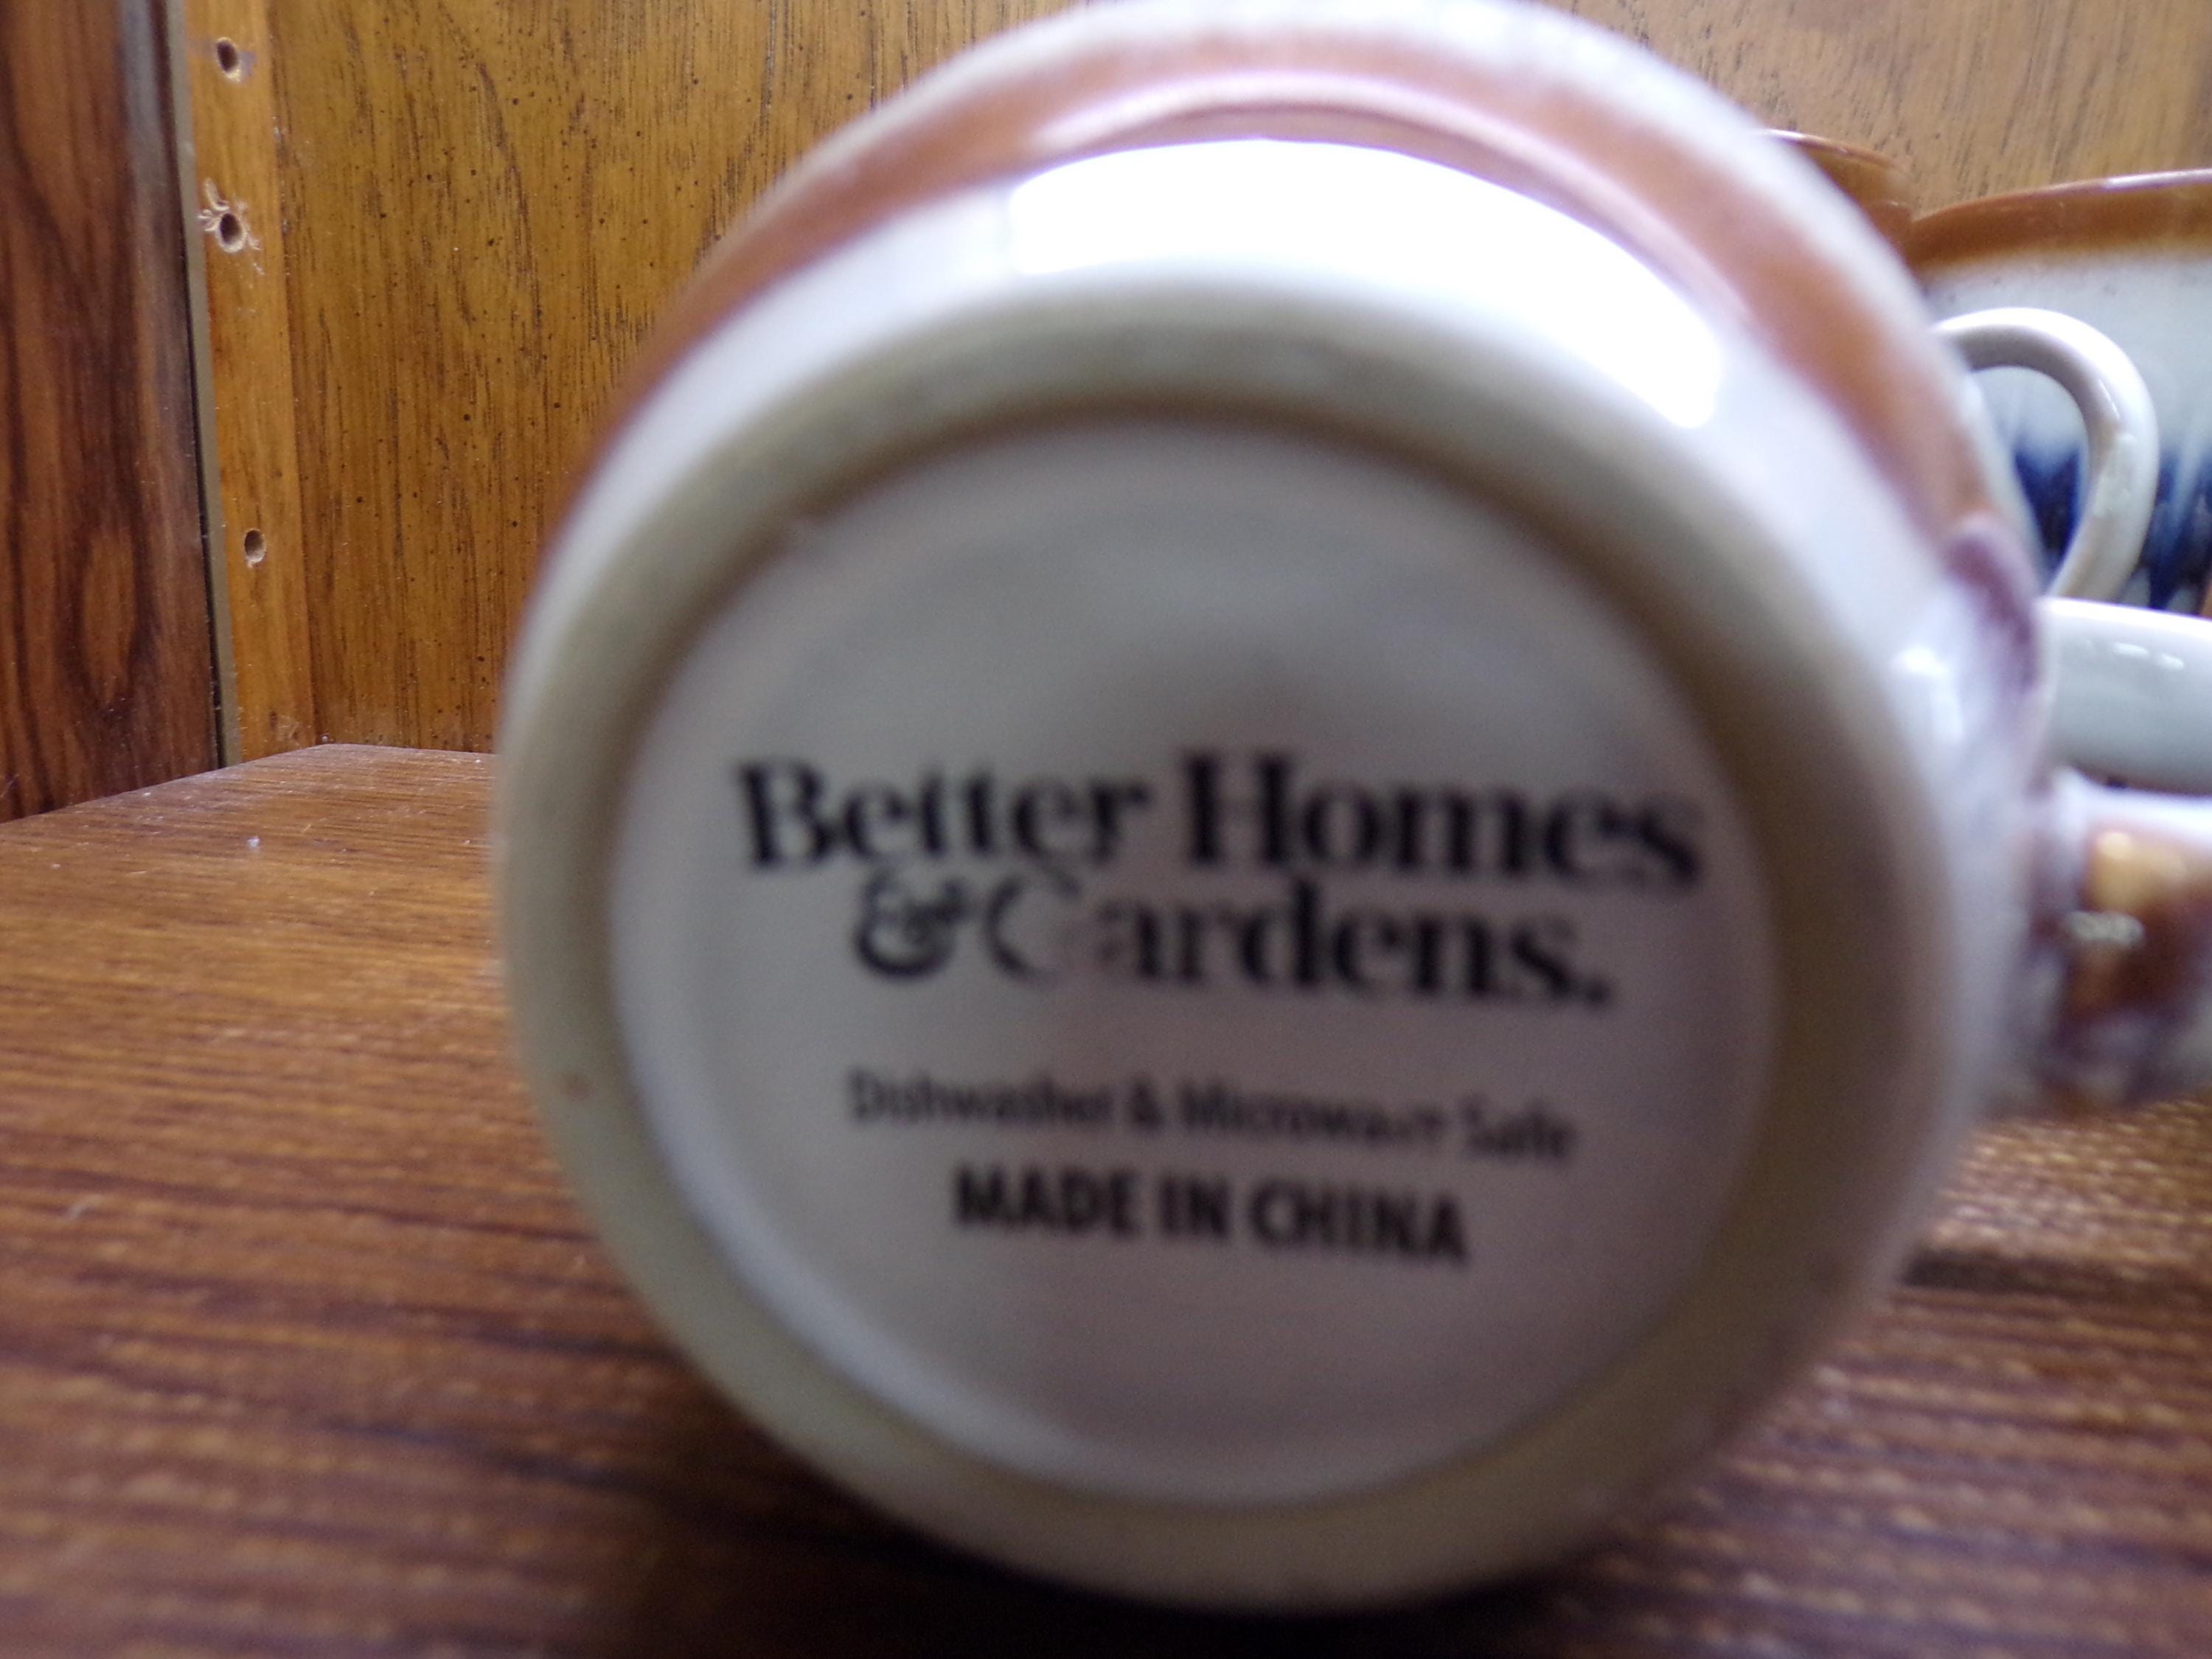 Better Homes
& Gardens.
Dishwasher & Microwave Safe
MADE IN CHINA